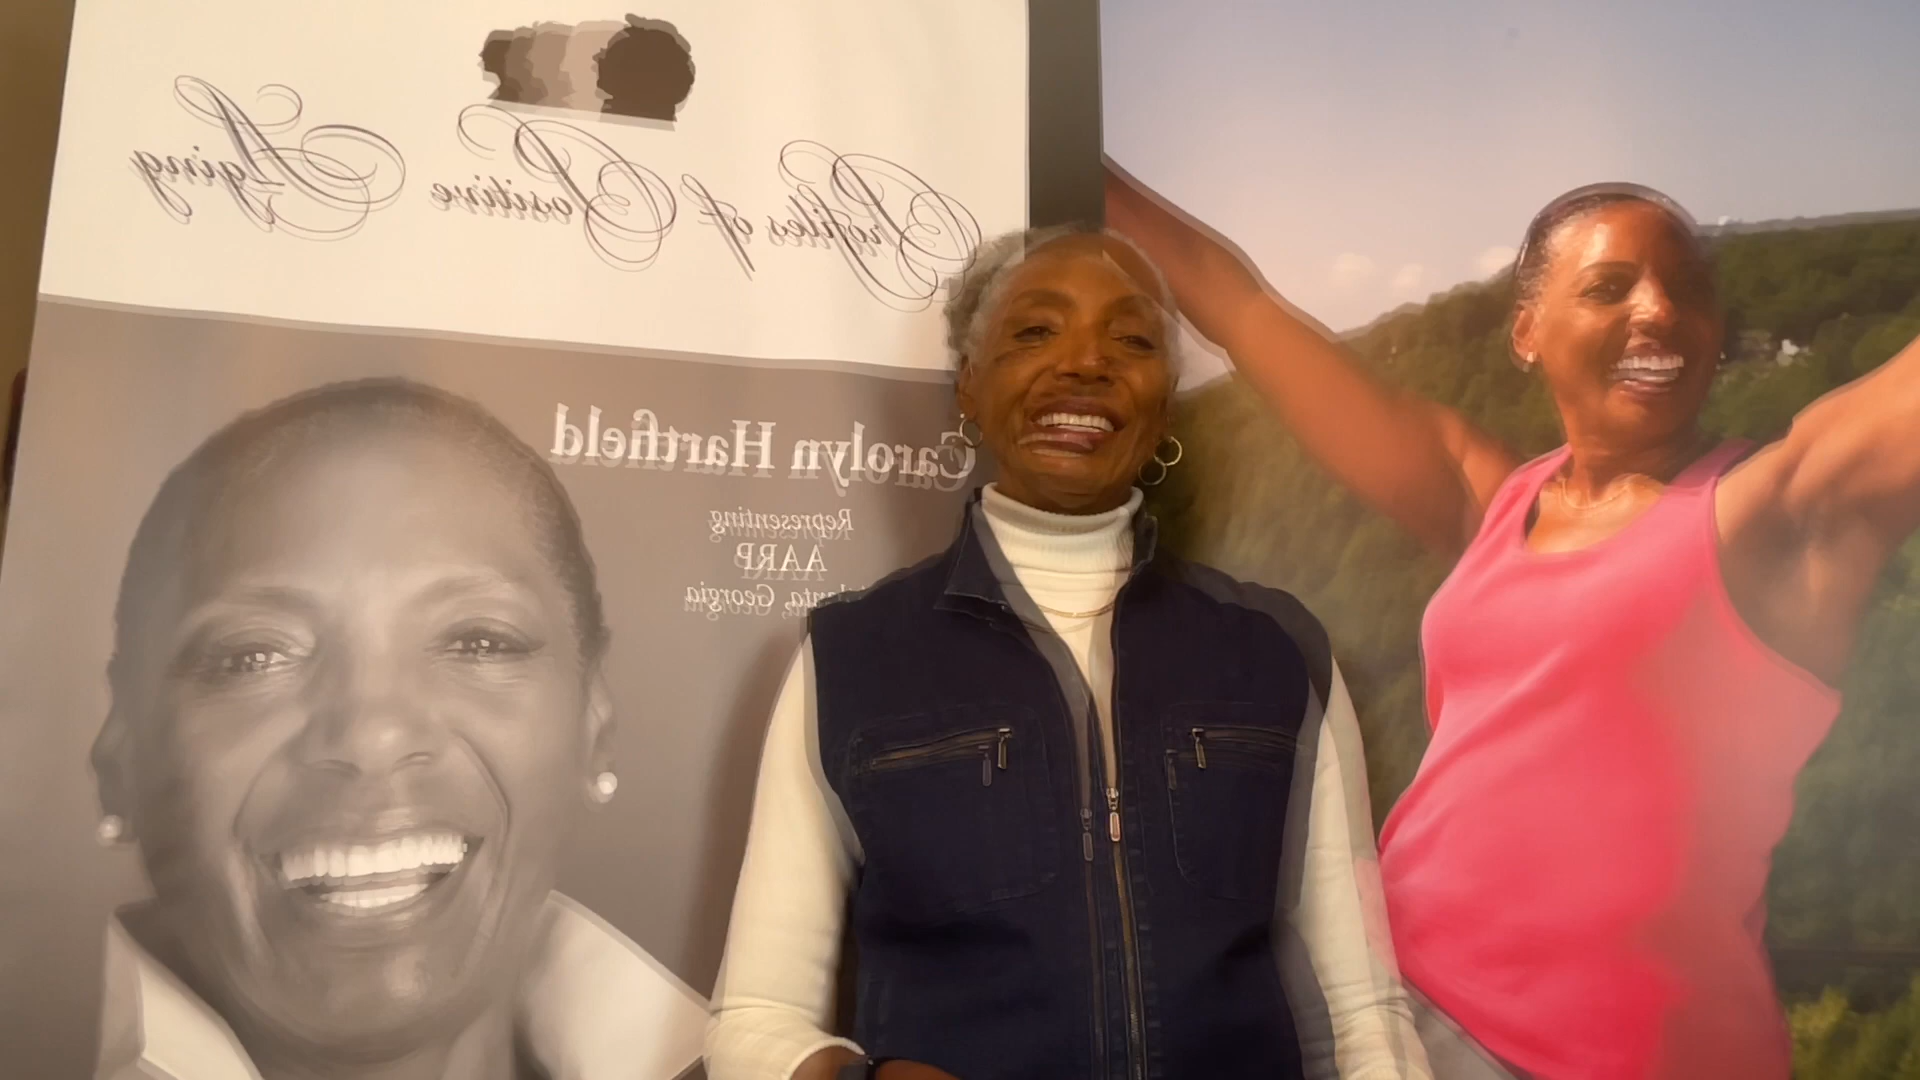 Profiles of Positive Aging
Carolyn Hartfield
Representing
AARP
Georgia